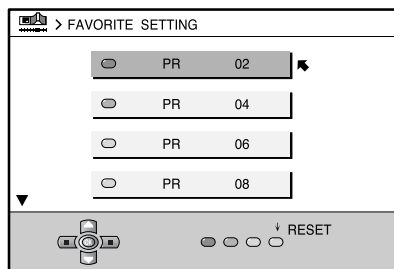 > FAVORITE SETTING
PR 02
PR 04
PR 06
PR 08
RESET